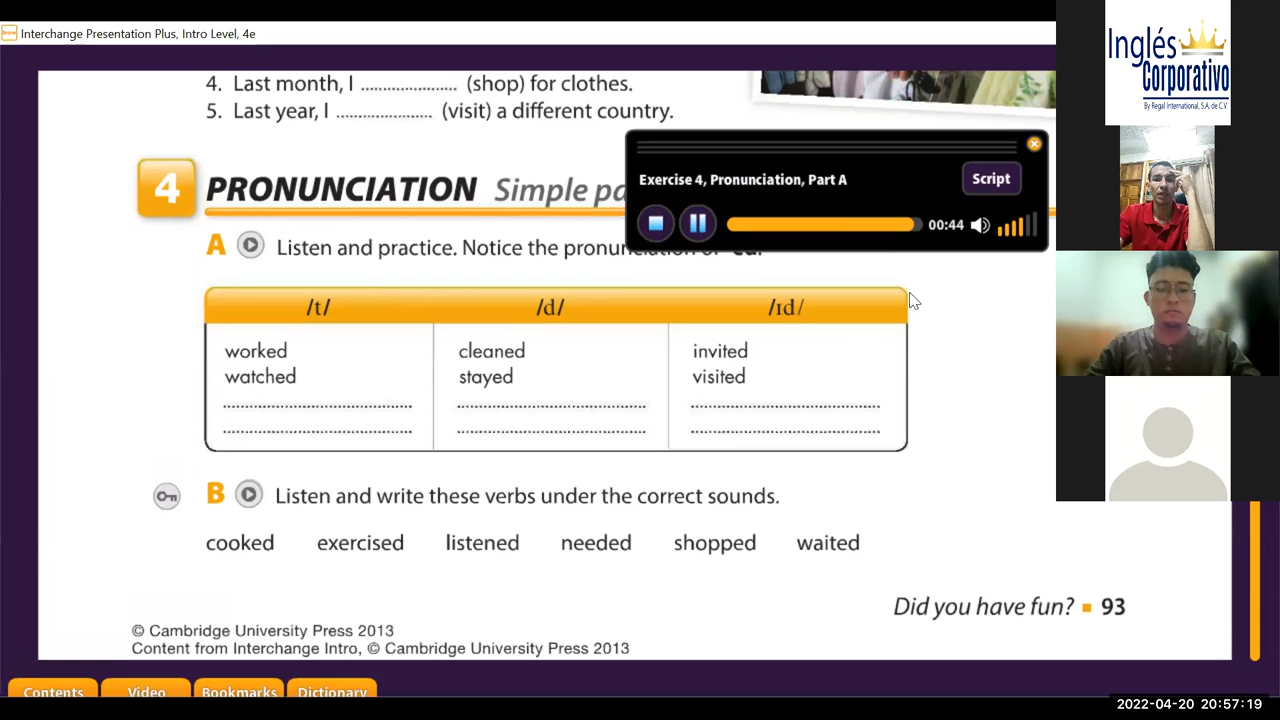 Interchange Presentation Plus, Intro Level, 4e
4. Last month, I ...................... (shop) for clothes.
5. Last year, I ...................... (visit) a different country.
4 PRONUNCIATION Simple pa
Exercise 4, Pronunciation, Part A
Script
00:44
A Listen and practice. Notice the pronunciation of -ed.
/t/ /d/ /ɪd/
worked cleaned invited
watched stayed visited
B Listen and write these verbs under the correct sounds.
cooked exercised listened needed shopped waited
Did you have fun? ▪ 93
© Cambridge University Press 2013
Content from Interchange Intro, © Cambridge University Press 2013
Contents Video Bookmarks Dictionary
Inglés
Corporativo
By Regal International, S.A. de C.V.
2022-04-20 20:57:19